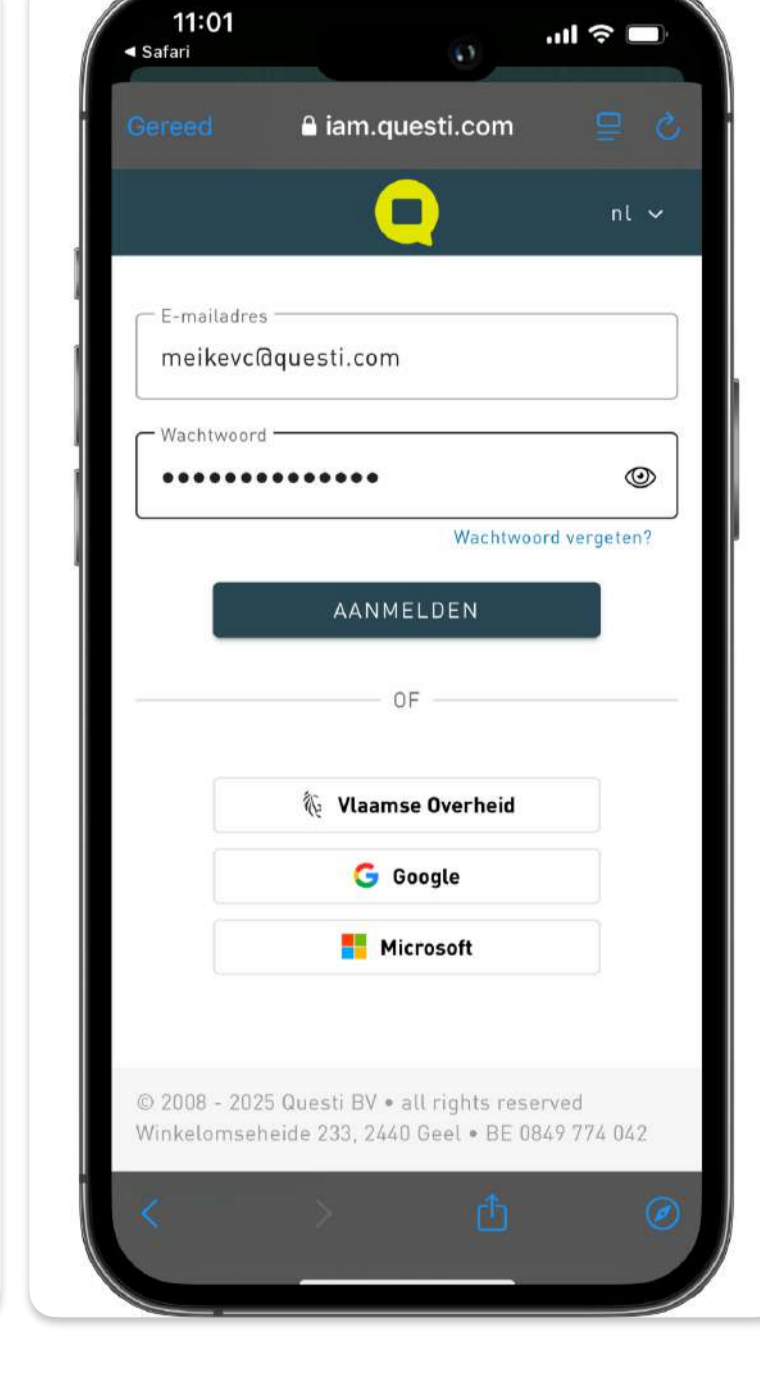 11:01
◄ Safari
Gereed
iam.questi.com
nl
E-mailadres
meikevc@questi.com
Wachtwoord
••••••••••••••
Wachtwoord vergeten?
AANMELDEN
OF
Vlaamse Overheid
Google
Microsoft
© 2008 - 2025 Questi BV • all rights reserved
Winkelomseheide 233, 2440 Geel • BE 0849 774 042